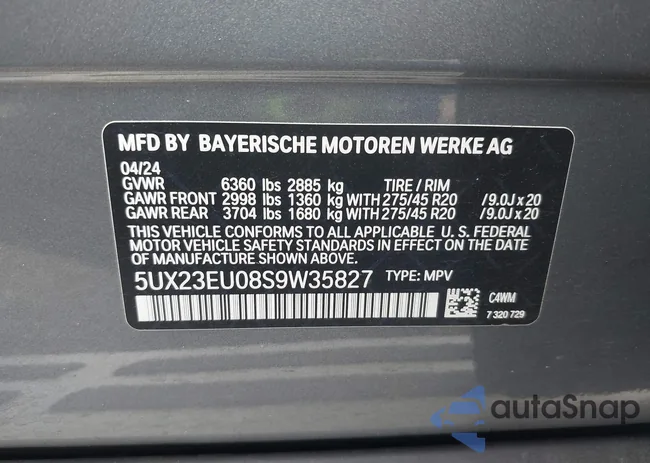 MFD BY BAYERISCHE MOTOREN WERKE AG
04/24
GVWR 6360 lbs 2885 kg TIRE / RIM
GAWR FRONT 2998 lbs 1360 kg WITH 275/45 R20 /9.0J x 20
GAWR REAR 3704 lbs 1680 kg WITH 275/45 R20 /9.0J x 20
THIS VEHICLE CONFORMS TO ALL APPLICABLE U. S. FEDERAL
MOTOR VEHICLE SAFETY STANDARDS IN EFFECT ON THE DATE
OF MANUFACTURE SHOWN ABOVE.
5UX23EU08S9W35827 TYPE: MPV
C4WM
7 320 729
autoSnap